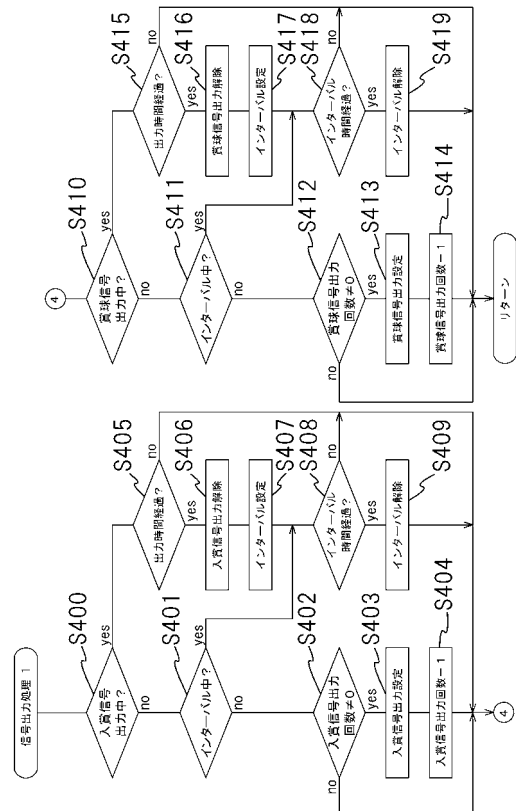 信号出力処理 1
S400
入賞信号
出力中?
yes
no
S401
インターバル中?
yes
no
S402
入賞信号出力
回数≠0
no
yes
S403
入賞信号出力設定
S404
入賞信号出力回数-1
S405
出力時間経過?
no
yes
S406
入賞信号出力解除
S407
インターバル設定
S408
インターバル
時間経過?
no
yes
S409
インターバル解除
4
4
S410
賞球信号
出力中?
yes
no
S411
インターバル中?
yes
no
S412
賞球信号出力
回数≠0
no
yes
S413
賞球信号出力設定
S414
賞球信号出力回数-1
S415
出力時間経過?
no
yes
S416
賞球信号出力解除
S417
インターバル設定
S418
インターバル
時間経過?
no
yes
S419
インターバル解除
リターン